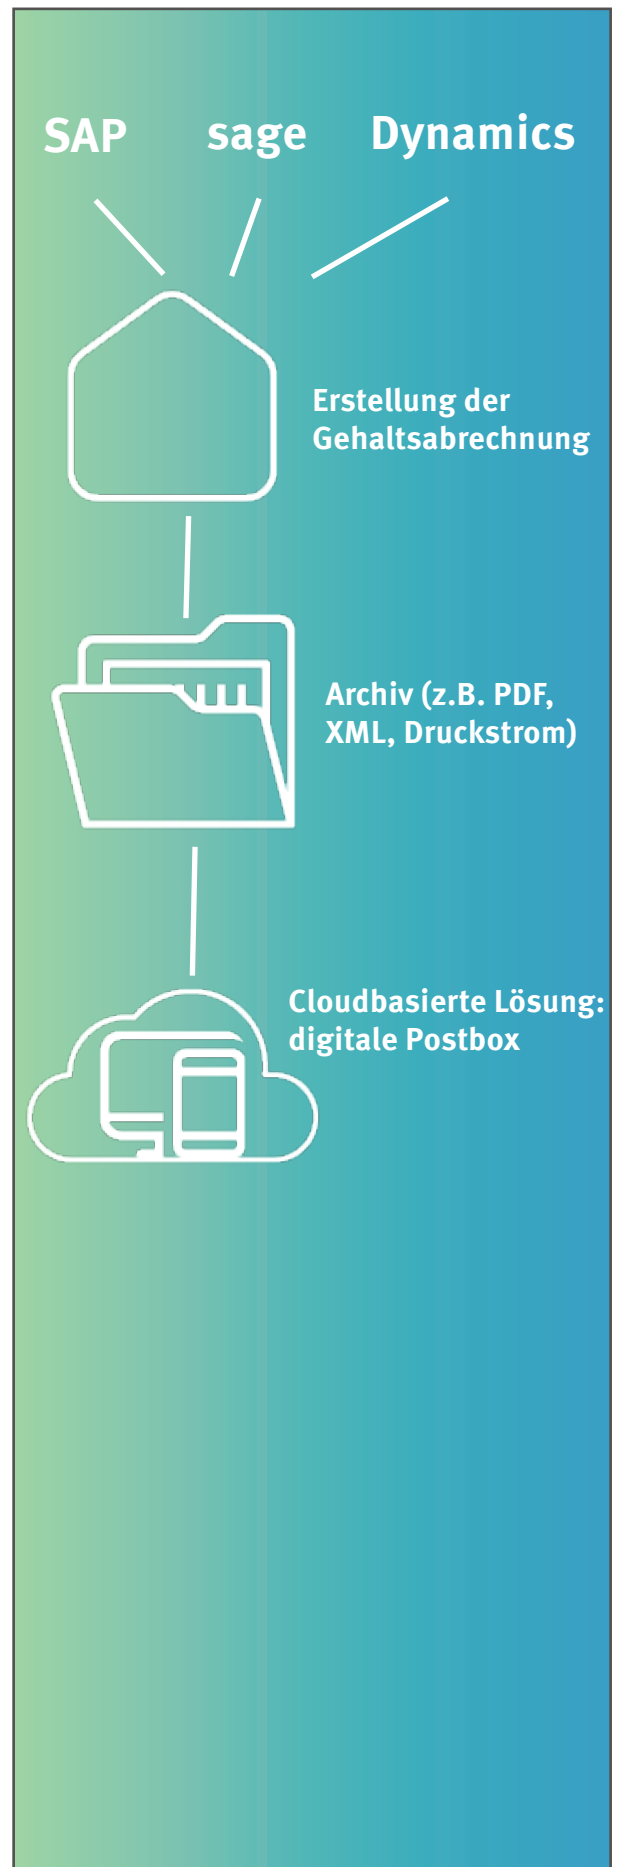 SAP sage Dynamics
Erstellung der
Gehaltsabrechnung
Archiv (z.B. PDF,
XML, Druckstrom)
Cloudbasierte Lösung:
digitale Postbox